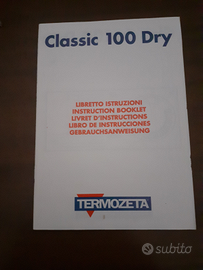 Classic 100 Dry
LIBRETTO ISTRUZIONI
INSTRUCTION BOOKLET
LIVRET D'INSTRUCTIONS
LIBRO DE INSTRUCCIONES
GEBRAUCHSANWEISUNG
TERMOZETA
subito